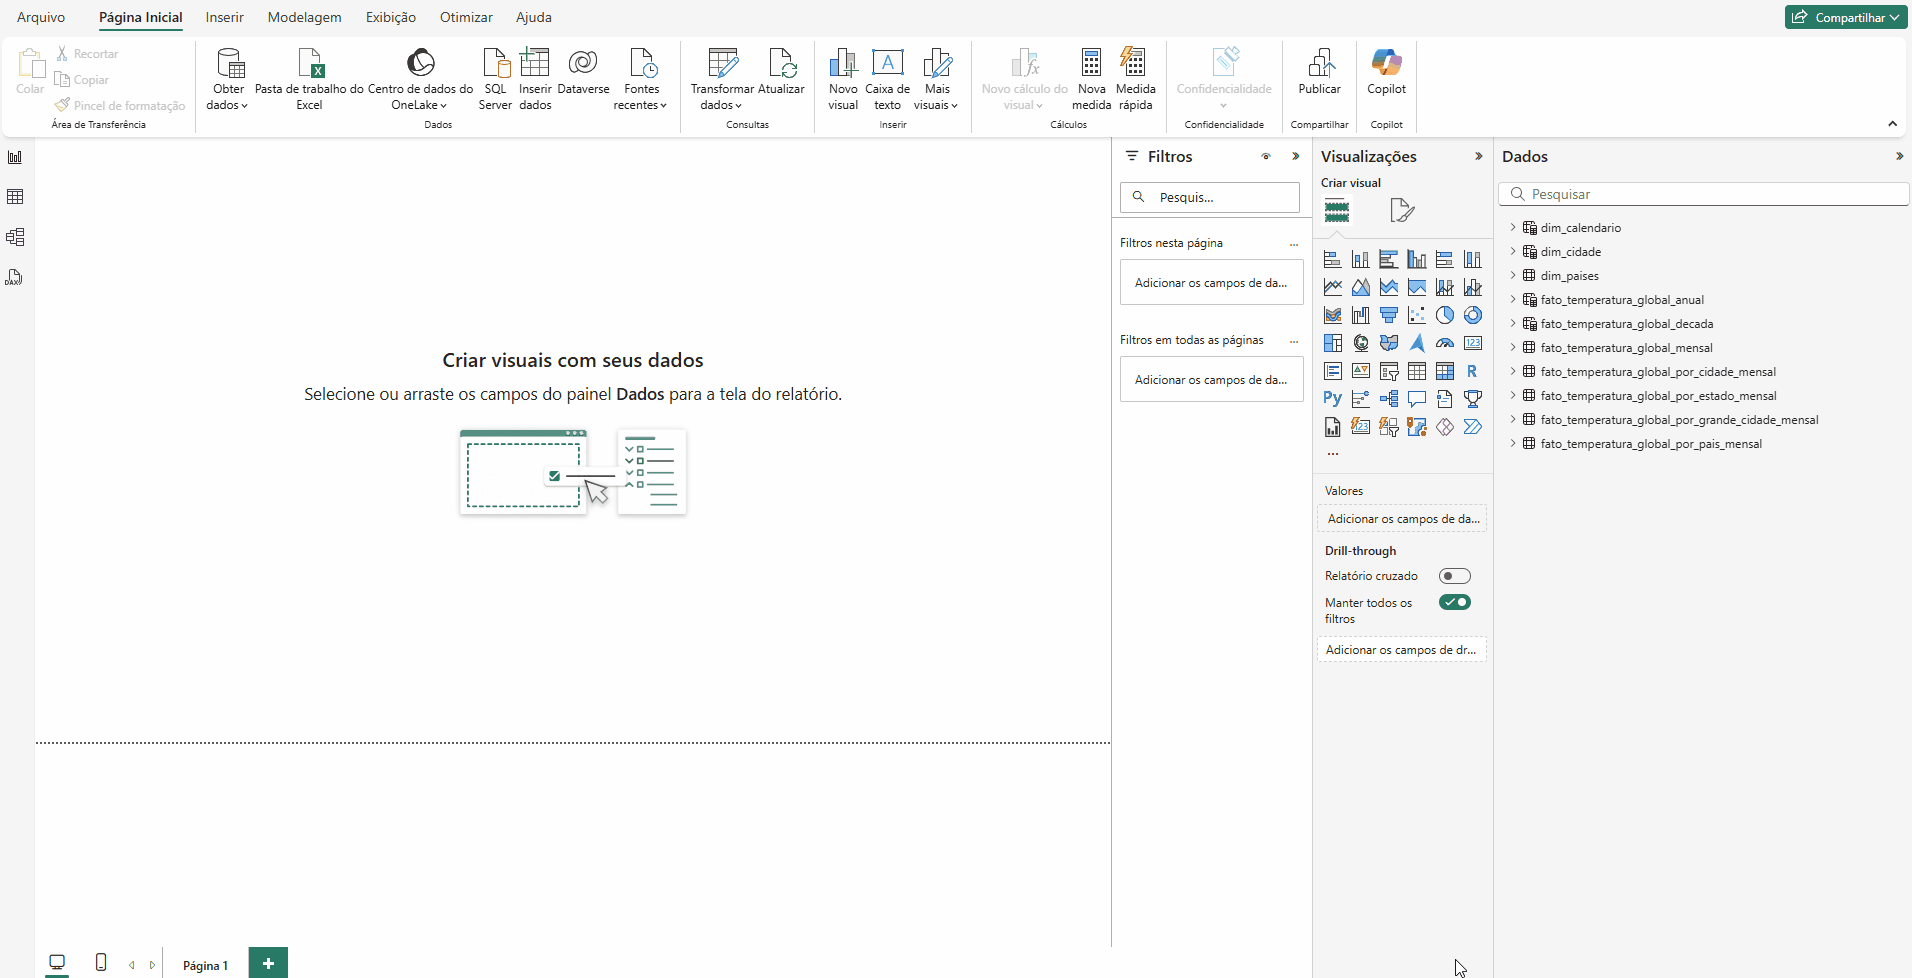 Arquivo
Página Inicial
Inserir
Modelagem
Exibição
Otimizar
Ajuda
Compartilhar
Colar
Recortar
Copiar
Pincel de formatação
Área de Transferência
Obter
dados
Pasta de trabalho do
Excel
Centro de dados do
OneLake
SQL
Server
Inserir
dados
Dataverse
Fontes
recentes
Dados
Transformar
dados
Atualizar
Consultas
Novo
visual
Caixa de
texto
Mais
visuais
Inserir
Novo cálculo do
visual
Nova
medida
Medida
rápida
Cálculos
Confidencialidade
Confidencialidade
Publicar
Compartilhar
Copilot
Copilot
Criar visuais com seus dados
Selecione ou arraste os campos do painel Dados para a tela do relatório.
Filtros
Pesquis...
Filtros nesta página
...
Adicionar os campos de da...
Filtros em todas as páginas
...
Adicionar os campos de da...
Visualizações
Criar visual
123
R
Py
123
...
Valores
Adicionar os campos de da...
Drill-through
Relatório cruzado
Manter todos os
filtros
Adicionar os campos de dr...
Dados
Pesquisar
dim_calendario
dim_cidade
dim_paises
fato_temperatura_global_anual
fato_temperatura_global_decada
fato_temperatura_global_mensal
fato_temperatura_global_por_cidade_mensal
fato_temperatura_global_por_estado_mensal
fato_temperatura_global_por_grande_cidade_mensal
fato_temperatura_global_por_pais_mensal
DAX
Página 1